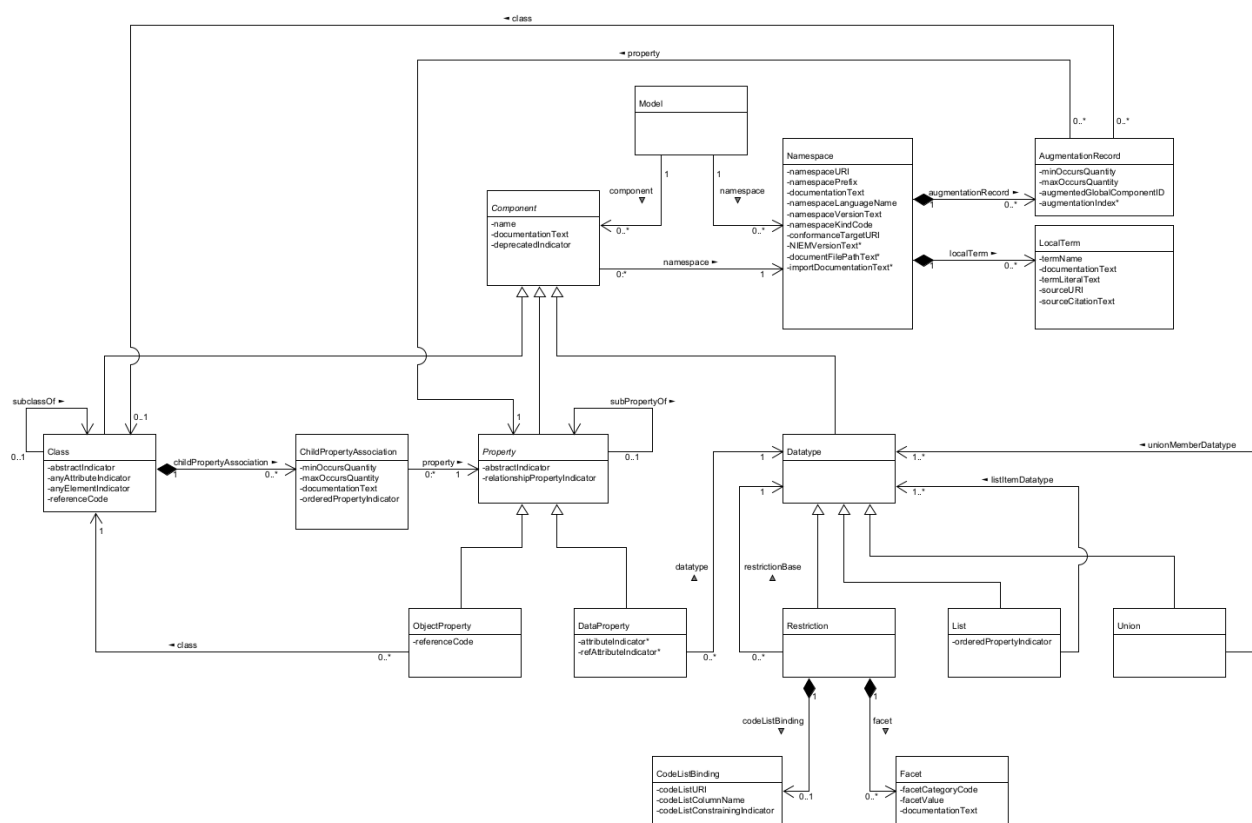 ◄ class
◄ property
Model
1
1
component
▼
namespace
▼
0..*
0..*
Component
-name
-documentationText
-deprecatedIndicator
namespace ►
0:*
1
Namespace
-namespaceURI
-namespacePrefix
-documentationText
-namespaceLanguageName
-namespaceVersionText
-namespaceKindCode
-conformanceTargetURI
-NIEMVersionText*
-documentFilePathText*
-importDocumentationText*
augmentationRecord ►
1
0..*
localTerm ►
1
0..*
0..*
0..*
AugmentationRecord
-minOccursQuantity
-maxOccursQuantity
-augmentedGlobalComponentID
-augmentationIndex*
LocalTerm
-termName
-documentationText
-termLiteralText
-sourceURI
-sourceCitationText
subclassOf ►
0..1
0..1
Class
-abstractIndicator
-anyAttributeIndicator
-anyElementIndicator
-referenceCode
1
childPropertyAssociation ►
1
0..*
ChildPropertyAssociation
-minOccursQuantity
-maxOccursQuantity
-documentationText
-orderedPropertyIndicator
property ►
0:*
1
1
subPropertyOf ►
0..1
Property
-abstractIndicator
-relationshipPropertyIndicator
Datatype
1
1
◄ unionMemberDatatype
1..*
◄ listItemDatatype
1..*
datatype
▲
restrictionBase
▲
◄ class
0..*
ObjectProperty
-referenceCode
DataProperty
-attributeIndicator*
-refAttributeIndicator*
0..*
0..*
Restriction
List
-orderedPropertyIndicator
Union
1
1
codeListBinding
▼
facet
▼
CodeListBinding
-codeListURI
-codeListColumnName
-codeListConstrainingIndicator
0..1
0..*
Facet
-facetCategoryCode
-facetValue
-documentationText